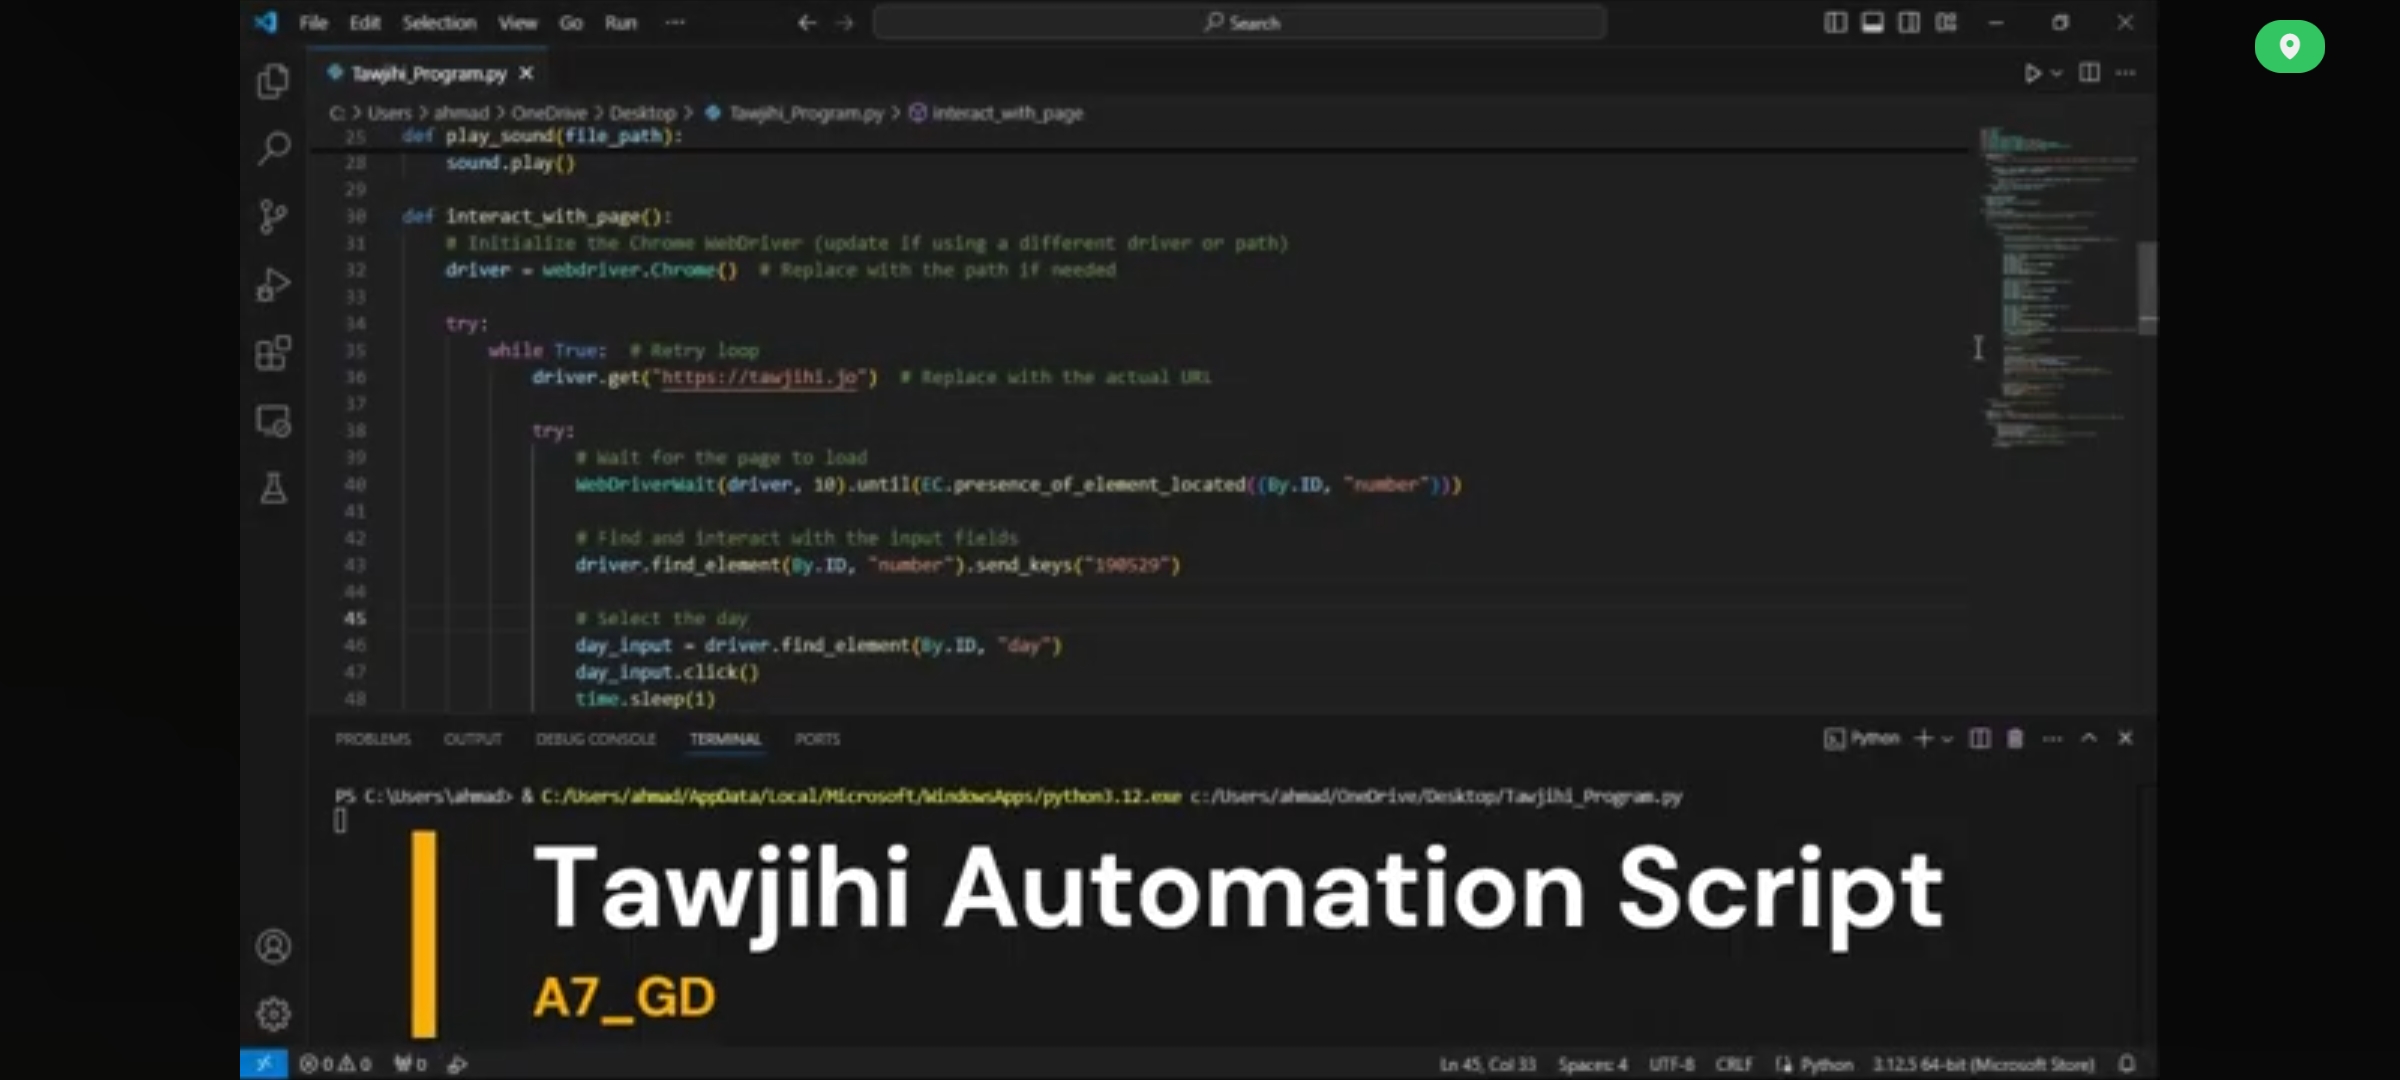 File Edit Selection View Go Run ··· Search
Tawjihi_Program.py
C: > Users > ahmad > OneDrive > Desktop > Tawjihi_Program.py > interact_with_page
25 def play_sound(file_path):
28 sound.play()
29
30 def interact_with_page():
31 # Initialize the Chrome WebDriver (update if using a different driver or path)
32 driver = webdriver.Chrome() # Replace with the path if needed
33
34 try:
35 while True: # Retry loop
36 driver.get("https://tawjihi.jo") # Replace with the actual URL
37
38 try:
39 # Wait for the page to load
40 WebDriverWait(driver, 10).until(EC.presence_of_element_located((By.ID, "number")))
41
42 # Find and interact with the input fields
43 driver.find_element(By.ID, "number").send_keys("190529")
44
45 # Select the day
46 day_input = driver.find_element(By.ID, "day")
47 day_input.click()
48 time.sleep(1)
PROBLEMS OUTPUT DEBUG CONSOLE TERMINAL PORTS Python
PS C:\Users\ahmad> & C:/Users/ahmad/AppData/Local/Microsoft/WindowsApps/python3.12.exe c:/Users/ahmad/OneDrive/Desktop/Tawjihi_Program.py
Tawjihi Automation Script
A7_GD
0 0 0 Ln 45, Col 33 Spaces: 4 UTF-8 CRLF Python 3.12.5 64-bit (Microsoft Store)